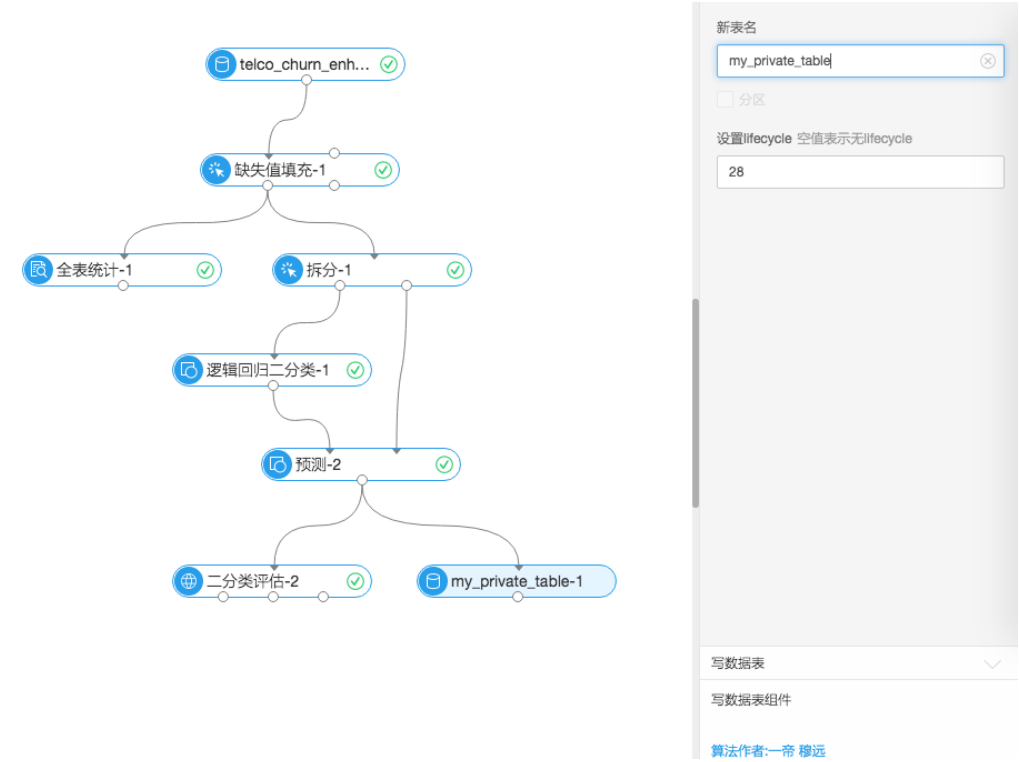 telco_churn_enh...
缺失值填充-1
全表统计-1
拆分-1
逻辑回归二分类-1
预测-2
二分类评估-2
my_private_table-1
新表名
my_private_table
分区
设置lifecycle 空值表示无lifecycle
28
写数据表
写数据表组件
算法作者:一帝 穆远